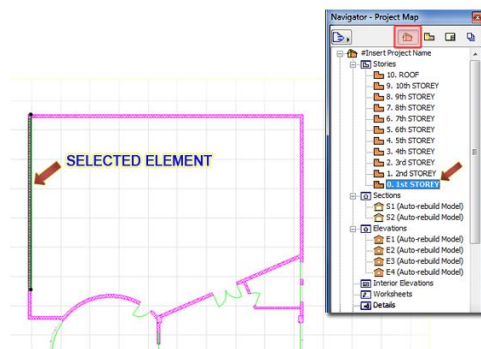 Navigator - Project Map
#Insert Project Name
Stories
10. ROOF
9. 10th STOREY
8. 9th STOREY
7. 8th STOREY
6. 7th STOREY
5. 6th STOREY
4. 5th STOREY
3. 4th STOREY
2. 3rd STOREY
1. 2nd STOREY
0. 1st STOREY
Sections
S1 (Auto-rebuild Model)
S2 (Auto-rebuild Model)
Elevations
E1 (Auto-rebuild Model)
E2 (Auto-rebuild Model)
E3 (Auto-rebuild Model)
E4 (Auto-rebuild Model)
Interior Elevations
Worksheets
Details
SELECTED ELEMENT